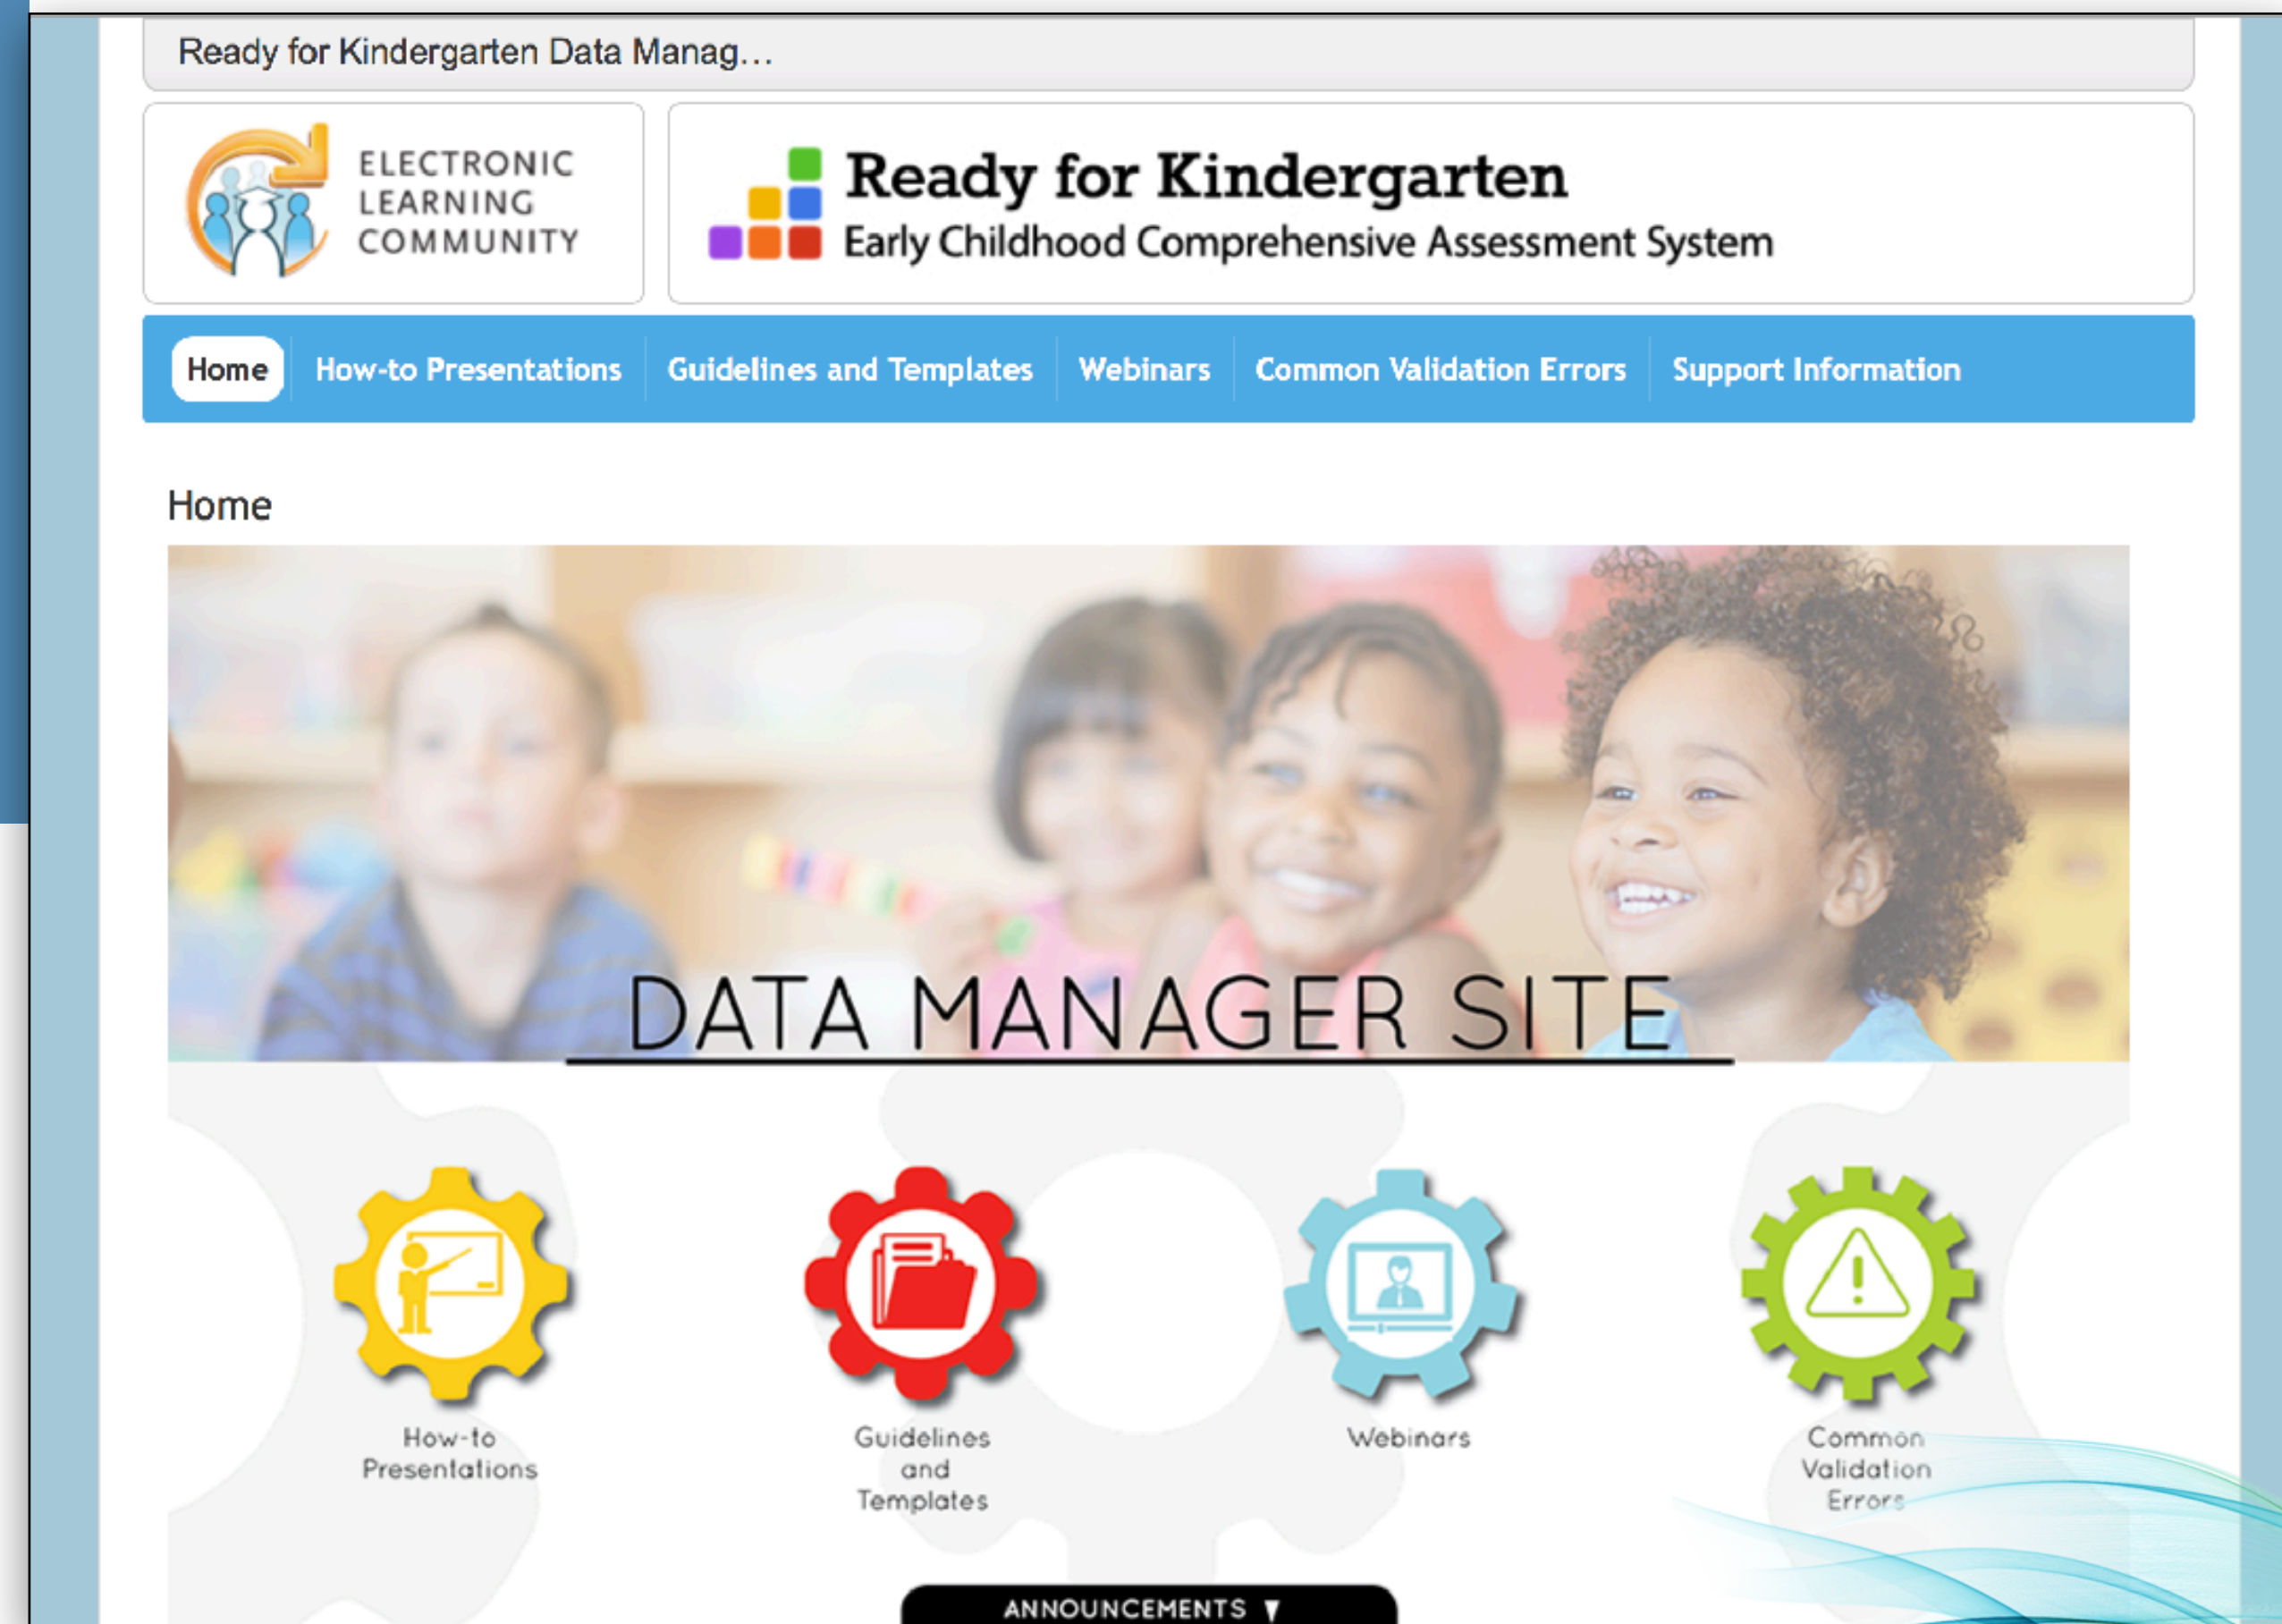 Ready for Kindergarten Data Manag...
ELECTRONIC
LEARNING
COMMUNITY
Ready for Kindergarten
Early Childhood Comprehensive Assessment System
Home How-to Presentations Guidelines and Templates Webinars Common Validation Errors Support Information
Home
DATA MANAGER SITE
How-to
Presentations
Guidelines
and
Templates
Webinars
Common
Validation
Errors
ANNOUNCEMENTS ▼